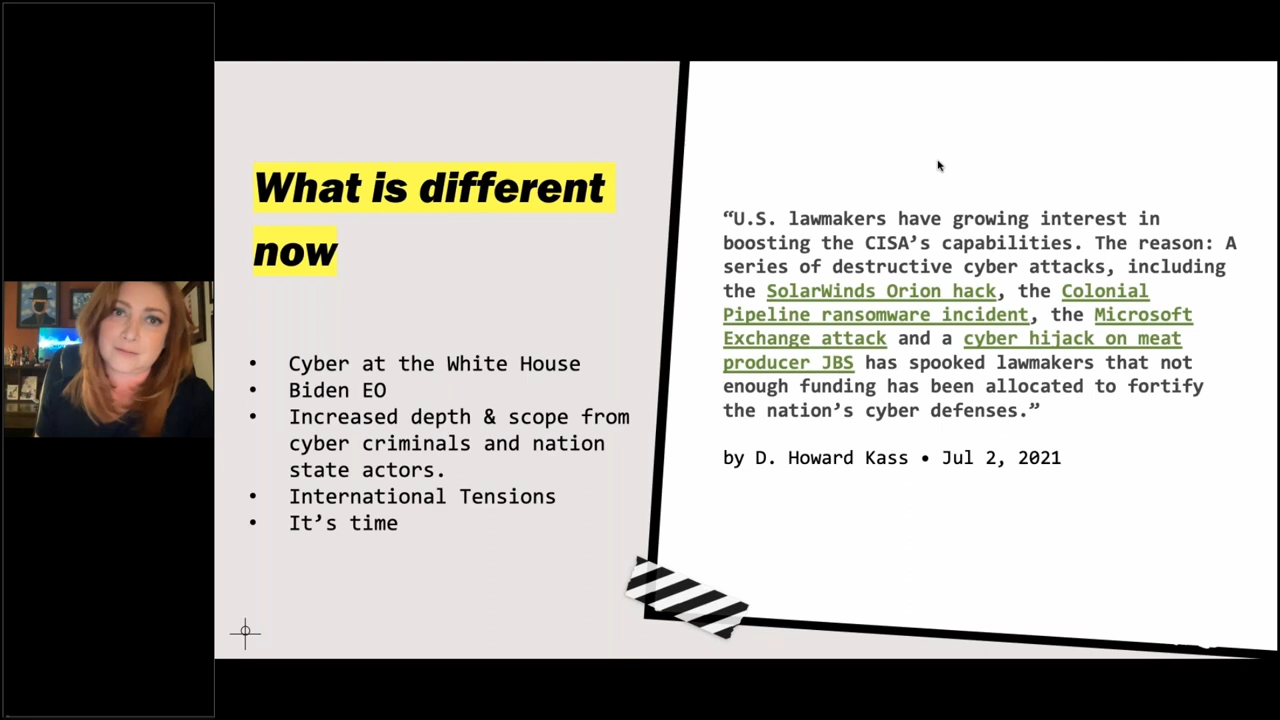 What is different
now
• Cyber at the White House
• Biden EO
• Increased depth & scope from
cyber criminals and nation
state actors.
• International Tensions
• It’s time
“U.S. lawmakers have growing interest in
boosting the CISA’s capabilities. The reason: A
series of destructive cyber attacks, including
the SolarWinds Orion hack, the Colonial
Pipeline ransomware incident, the Microsoft
Exchange attack and a cyber hijack on meat
producer JBS has spooked lawmakers that not
enough funding has been allocated to fortify
the nation’s cyber defenses.”
by D. Howard Kass • Jul 2, 2021